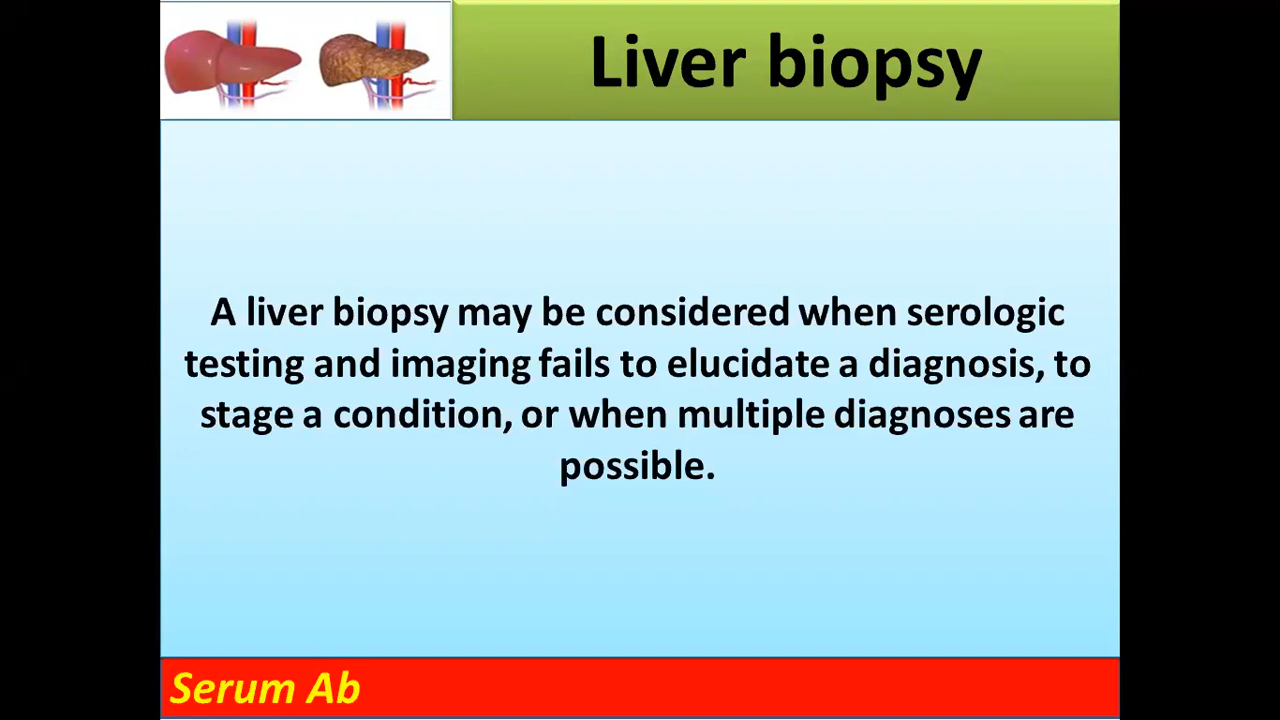 Liver biopsy
A liver biopsy may be considered when serologic
testing and imaging fails to elucidate a diagnosis, to
stage a condition, or when multiple diagnoses are
possible.
Serum Ab